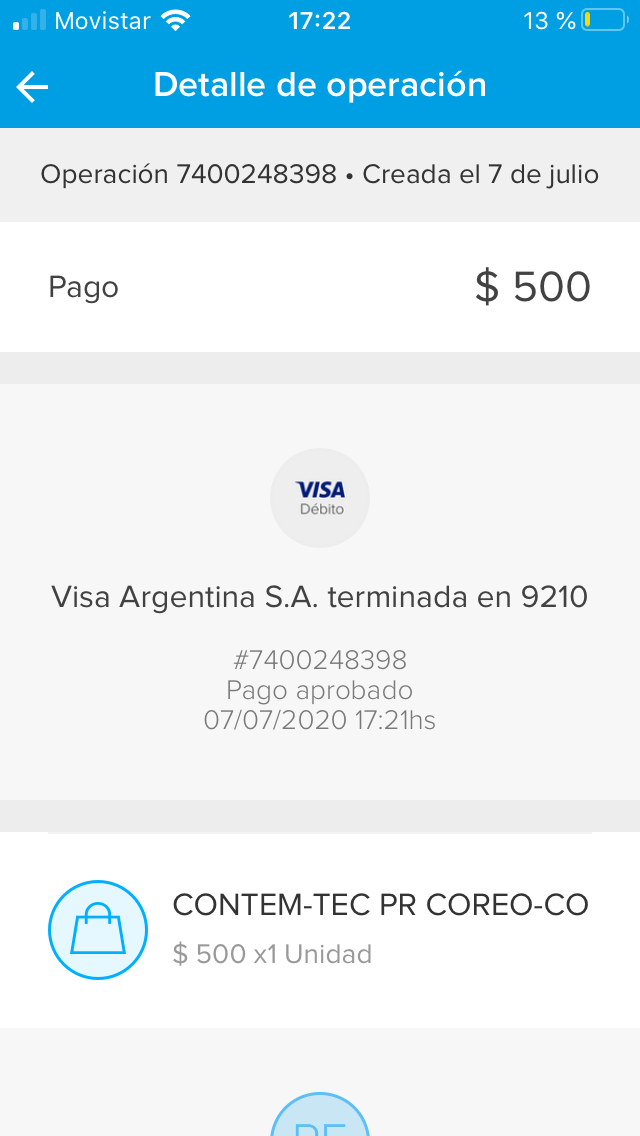 Movistar 17:22 13 %
Detalle de operación
Operación 7400248398 • Creada el 7 de julio
Pago $ 500
VISA
Débito
Visa Argentina S.A. terminada en 9210
#7400248398
Pago aprobado
07/07/2020 17:21hs
CONTEM-TEC PR COREO-CO
$ 500 x1 Unidad